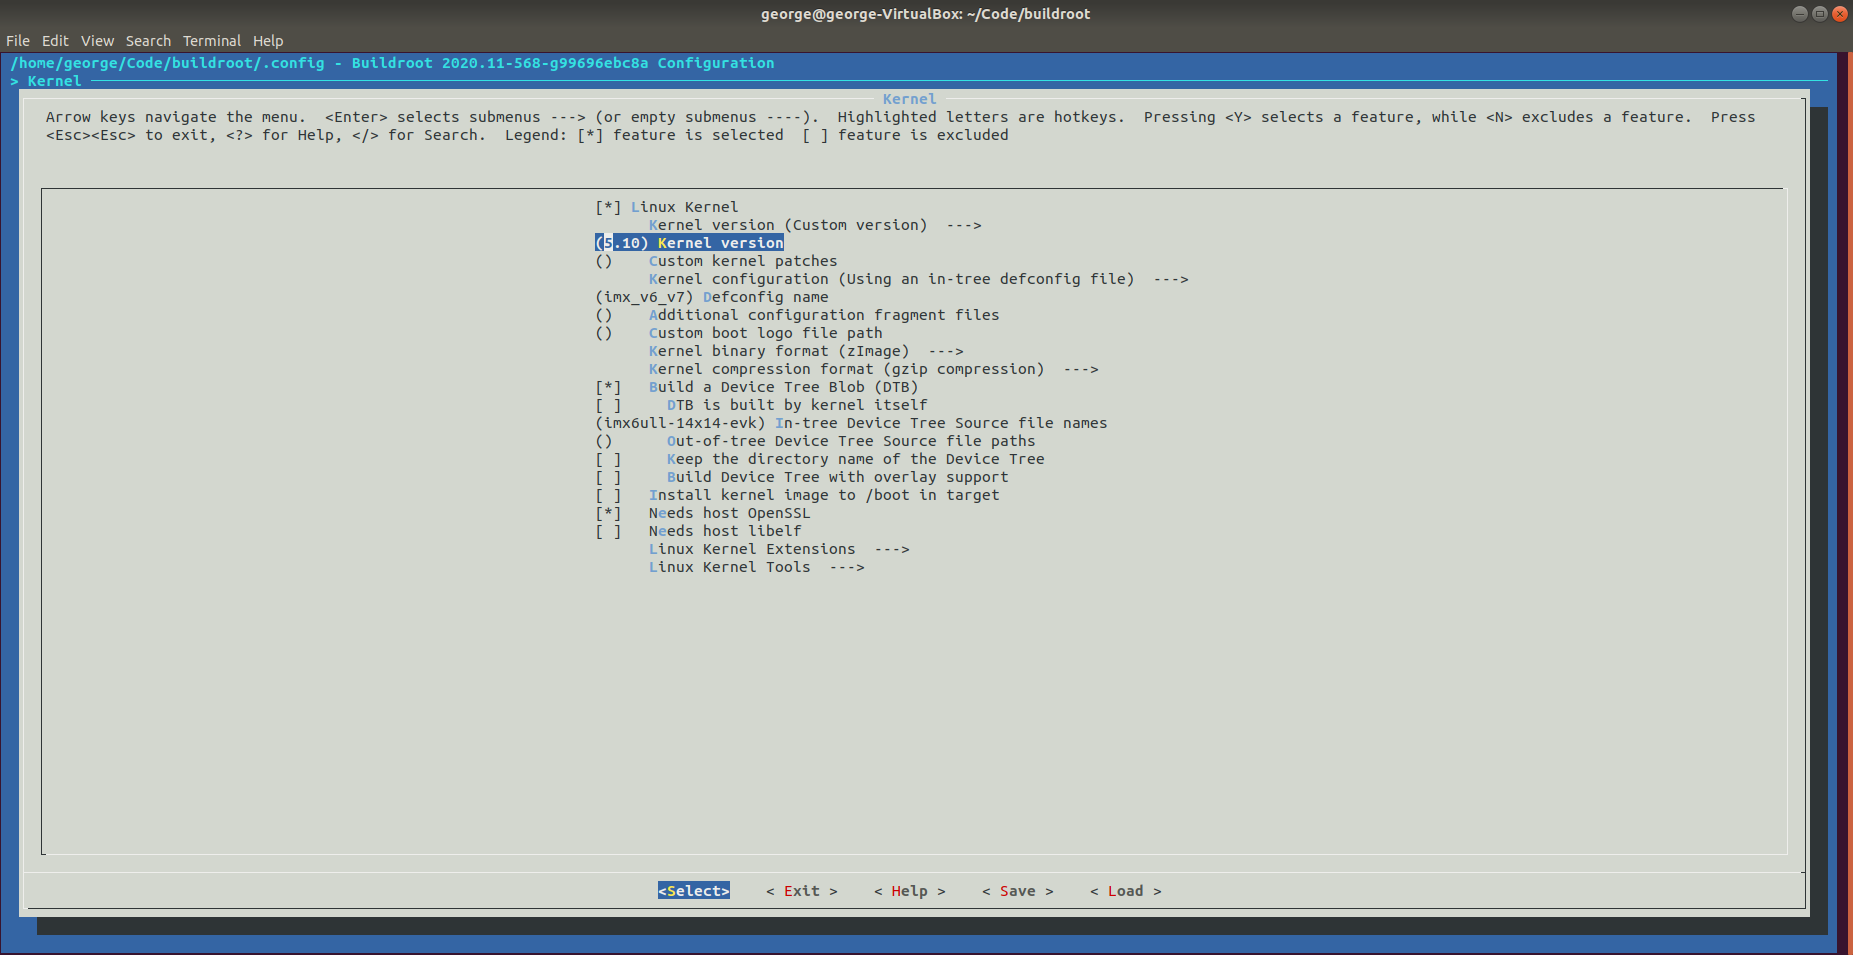 george@george-VirtualBox: ~/Code/buildroot
File Edit View Search Terminal Help
/home/george/Code/buildroot/.config - Buildroot 2020.11-568-g99696ebc8a Configuration
> Kernel
Kernel
Arrow keys navigate the menu. <Enter> selects submenus ---> (or empty submenus ----). Highlighted letters are hotkeys. Pressing <Y> selects a feature, while <N> excludes a feature. Press
<Esc><Esc> to exit, <?> for Help, </> for Search. Legend: [*] feature is selected [ ] feature is excluded
[*] Linux Kernel
Kernel version (Custom version) --->
(5.10) Kernel version
() Custom kernel patches
Kernel configuration (Using an in-tree defconfig file) --->
(imx_v6_v7) Defconfig name
() Additional configuration fragment files
() Custom boot logo file path
Kernel binary format (zImage) --->
Kernel compression format (gzip compression) --->
[*] Build a Device Tree Blob (DTB)
[ ] DTB is built by kernel itself
(imx6ull-14x14-evk) In-tree Device Tree Source file names
() Out-of-tree Device Tree Source file paths
[ ] Keep the directory name of the Device Tree
[ ] Build Device Tree with overlay support
[ ] Install kernel image to /boot in target
[*] Needs host OpenSSL
[ ] Needs host libelf
Linux Kernel Extensions --->
Linux Kernel Tools --->
<Select> < Exit > < Help > < Save > < Load >